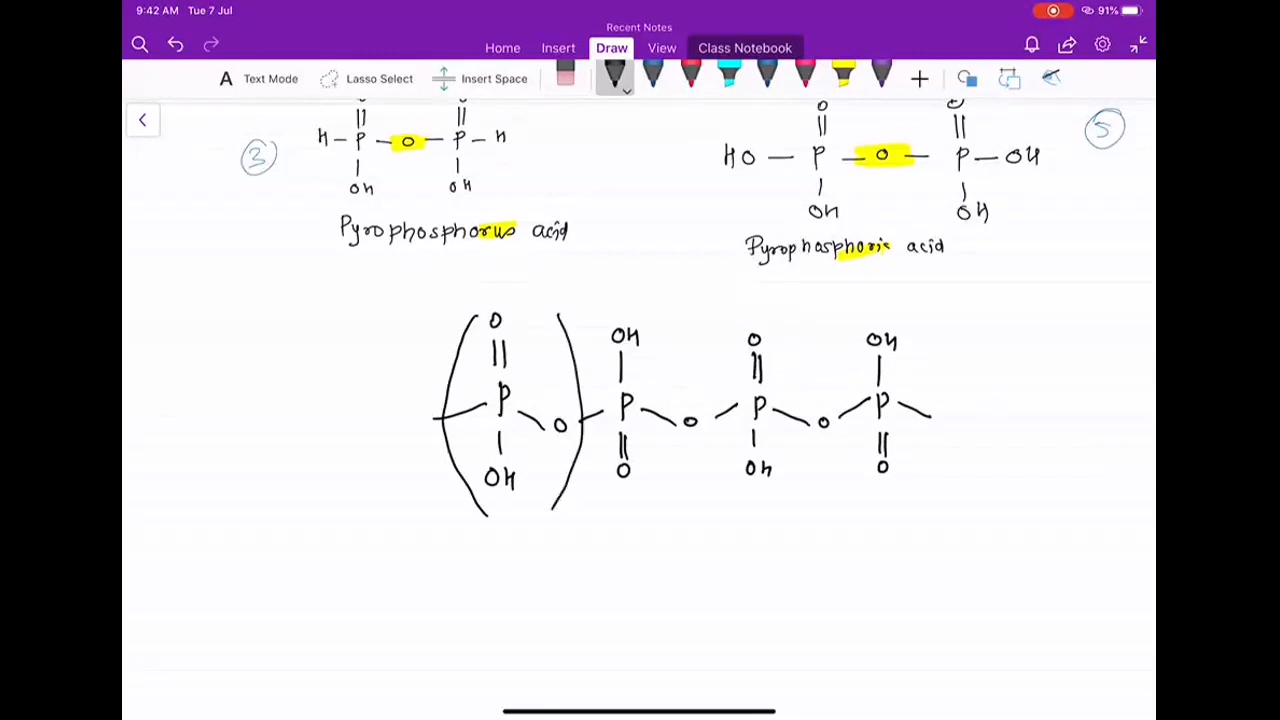 9:42 AM Tue 7 Jul
91%
Recent Notes
Home Insert Draw View Class Notebook
A Text Mode Lasso Select Insert Space
O O
H - P - O - P - H
OH OH
3
Pyrophosphorus acid
O O
HO - P - O - P - OH
OH OH
5
Pyrophosphoric acid
O OH O OH
P O P O P O P
OH O OH O